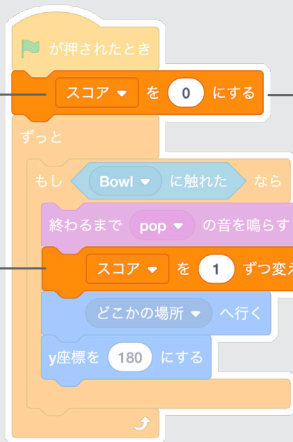 が押されたとき
スコア を 0 にする
ずっと
もし Bowl に触れた なら
終わるまで pop の音を鳴らす
スコア を 1 ずつ変え
どこかの場所 へ行く
y座標を 180 にする